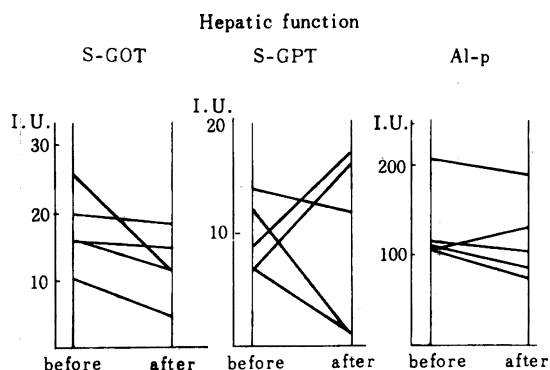 Hepatic function
S-GOT
S-GPT
Al-p
I.U.
30
20
10
before after
I.U.
20
10
before after
I.U.
200
100
before after